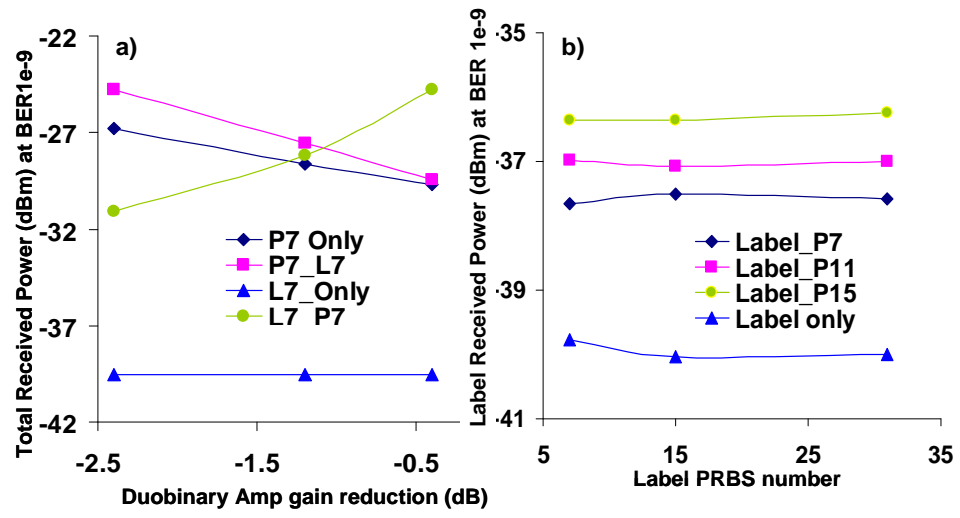 a)
Total Received Power (dBm) at BER1e-9
-22
-27
-32
-37
-42
P7 Only
P7_L7
L7_Only
L7_P7
-2.5
-1.5
-0.5
Duobinary Amp gain reduction (dB)
b)
Label Received Power (dBm) at BER 1e-9
-35
-37
-39
-41
Label_P7
Label_P11
Label_P15
Label only
5
15
25
35
Label PRBS number